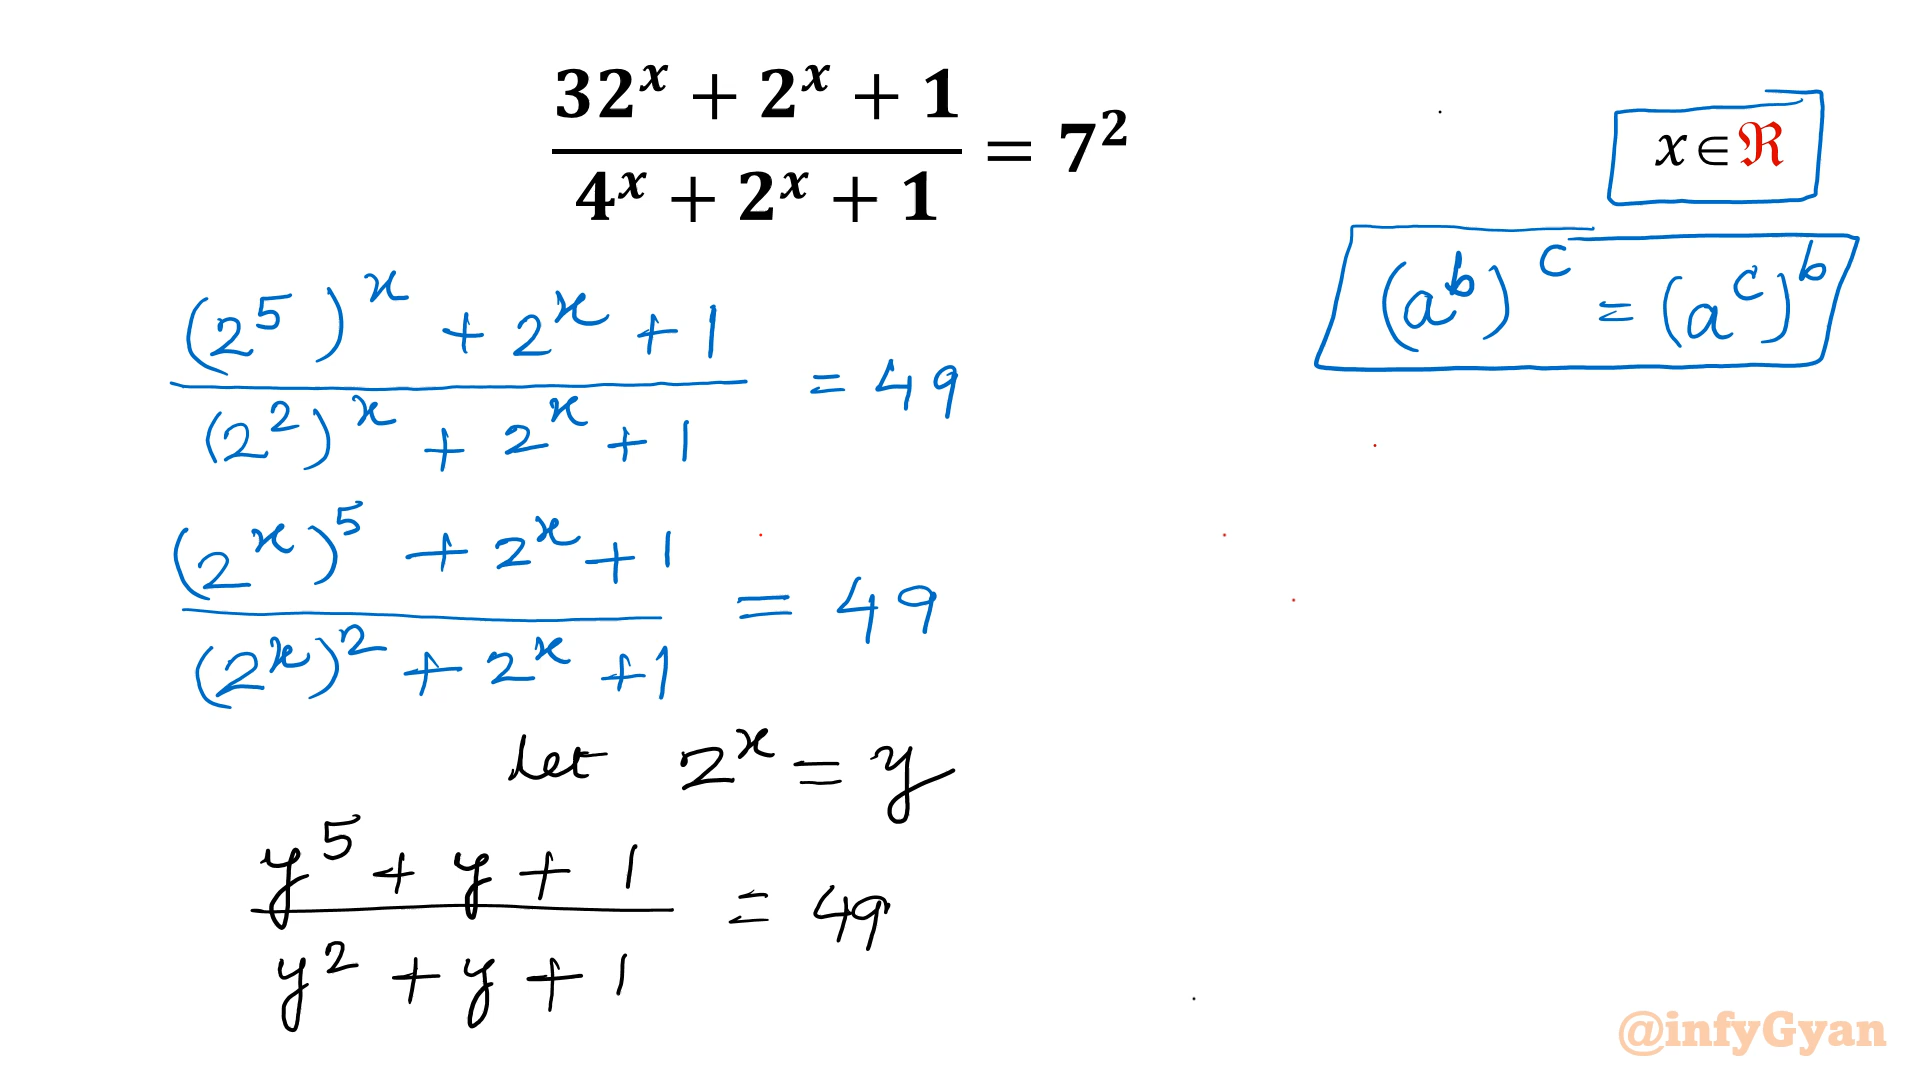 32^x + 2^x + 1
—————————— = 7^2
4^x + 2^x + 1
x ∈ ℜ
(a^b)^c = (a^c)^b
(2^5)^x + 2^x + 1
—————————— = 49
(2^2)^x + 2^x + 1
(2^x)^5 + 2^x + 1
—————————— = 49
(2^x)^2 + 2^x + 1
let 2^x = y
y^5 + y + 1
—————————— = 49
y^2 + y + 1
@infyGyan